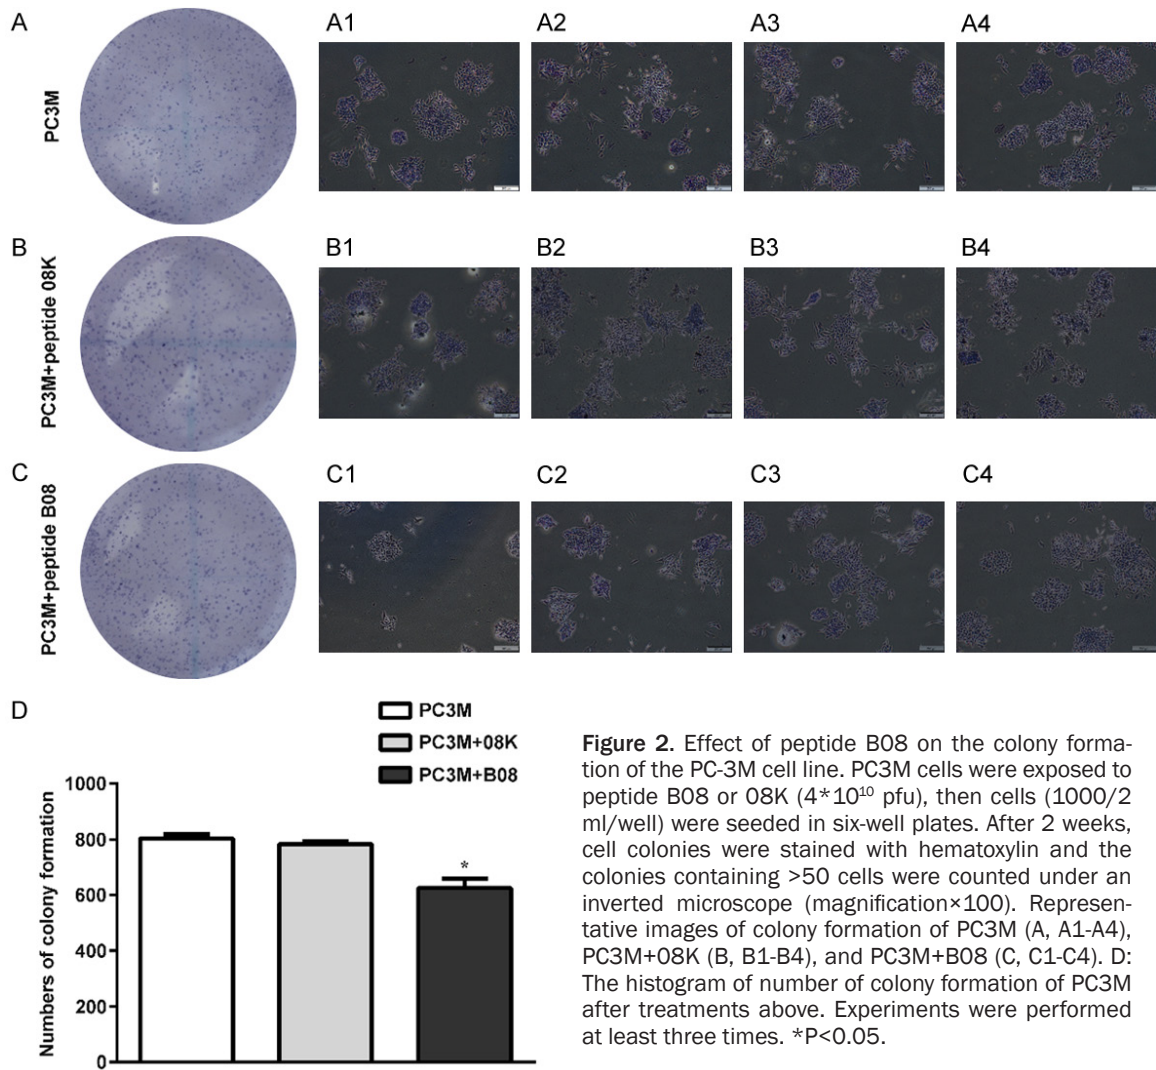 A
A1
A2
A3
A4
PC3M
B
B1
B2
B3
B4
PC3M+peptide 08K
C
C1
C2
C3
C4
PC3M+peptide B08
D
PC3M
PC3M+08K
PC3M+B08
Numbers of colony formation
1000
800
600
400
200
0
*
Figure 2. Effect of peptide B08 on the colony forma-
tion of the PC-3M cell line. PC3M cells were exposed to
peptide B08 or 08K (4*10¹⁰ pfu), then cells (1000/2
ml/well) were seeded in six-well plates. After 2 weeks,
cell colonies were stained with hematoxylin and the
colonies containing >50 cells were counted under an
inverted microscope (magnification×100). Represen-
tative images of colony formation of PC3M (A, A1-A4),
PC3M+08K (B, B1-B4), and PC3M+B08 (C, C1-C4). D:
The histogram of number of colony formation of PC3M
after treatments above. Experiments were performed
at least three times. *P<0.05.